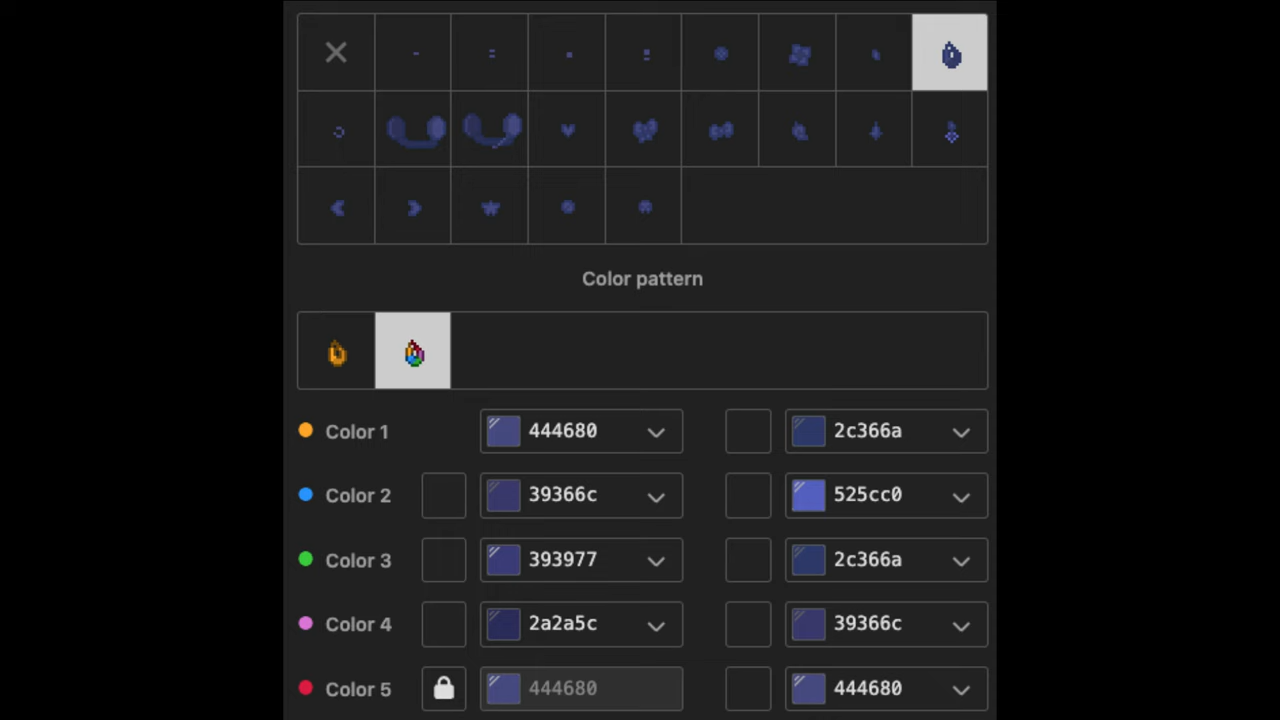 Color pattern
Color 1 444680 2c366a
Color 2 39366c 525cc0
Color 3 393977 2c366a
Color 4 2a2a5c 39366c
Color 5 444680 444680